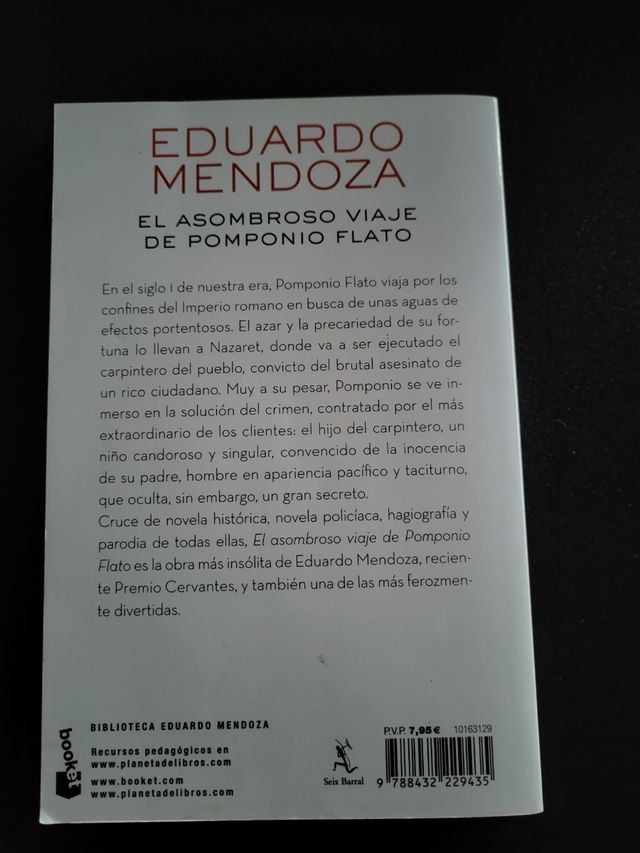 EDUARDO
MENDOZA
EL ASOMBROSO VIAJE
DE POMPONIO FLATO
En el siglo I de nuestra era, Pomponio Flato viaja por los
confines del Imperio romano en busca de unas aguas de
efectos portentosos. El azar y la precariedad de su for-
tuna lo llevan a Nazaret, donde va a ser ejecutado el
carpintero del pueblo, convicto del brutal asesinato de
un rico ciudadano. Muy a su pesar, Pomponio se ve in-
merso en la solución del crimen, contratado por el más
extraordinario de los clientes: el hijo del carpintero, un
niño candoroso y singular, convencido de la inocencia
de su padre, hombre en apariencia pacífico y taciturno,
que oculta, sin embargo, un gran secreto.
Cruce de novela histórica, novela policíaca, hagiografía y
parodia de todas ellas, El asombroso viaje de Pomponio
Flato es la obra más insólita de Eduardo Mendoza, recien-
te Premio Cervantes, y también una de las más ferozmen-
te divertidas.
booket
BIBLIOTECA EDUARDO MENDOZA
Recursos pedagógicos en
www.planetadelibros.com
www.booket.com
www.planetadelibros.com
Seix Barral
P.V.P. 7,95 € 10163129
9 788432 229435